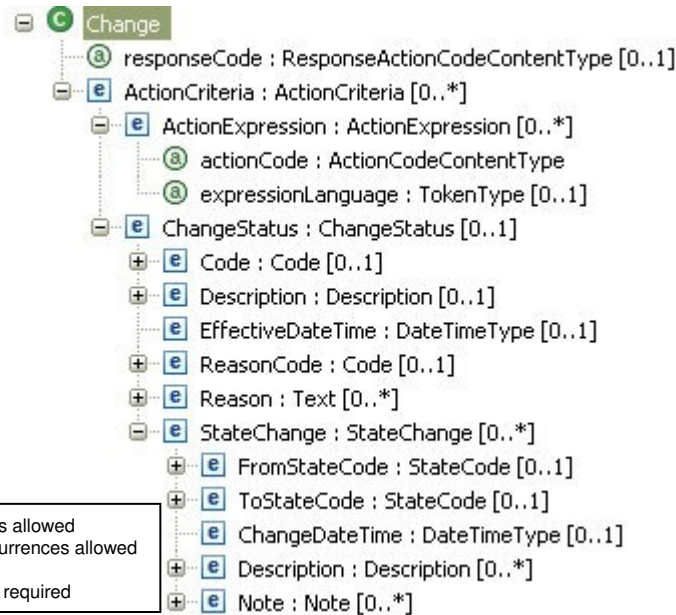 Change
responseCode : ResponseActionCodeContentType [0..1]
ActionCriteria : ActionCriteria [0..*]
ActionExpression : ActionExpression [0..*]
actionCode : ActionCodeContentType
expressionLanguage : TokenType [0..1]
ChangeStatus : ChangeStatus [0..1]
Code : Code [0..1]
Description : Description [0..1]
EffectiveDateTime : DateTimeType [0..1]
ReasonCode : Code [0..1]
Reason : Text [0..*]
StateChange : StateChange [0..*]
FromStateCode : StateCode [0..1]
ToStateCode : StateCode [0..1]
ChangeDateTime : DateTimeType [0..1]
Description : Description [0..*]
Note : Note [0..*]
allowed
allowed
required